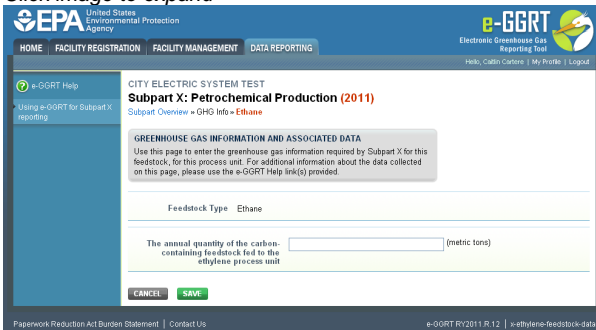 Click image to expand
EPA United States Environmental Protection Agency
e-GGRT
Electronic Greenhouse Gas
Reporting Tool
HOME FACILITY REGISTRATION FACILITY MANAGEMENT DATA REPORTING
Hello, Caitlin Cartere | My Profile | Logout
e-GGRT Help
Using e-GGRT for Subpart X
reporting
CITY ELECTRIC SYSTEM TEST
Subpart X: Petrochemical Production (2011)
Subpart Overview » GHG Info » Ethane
GREENHOUSE GAS INFORMATION AND ASSOCIATED DATA
Use this page to enter the greenhouse gas information required by Subpart X for this
feedstock, for this process unit. For additional information about the data collected
on this page, please use the e-GGRT Help link(s) provided.
Feedstock Type Ethane
The annual quantity of the carbon-
containing feedstock fed to the
ethylene process unit
(metric tons)
CANCEL SAVE
Paperwork Reduction Act Burden Statement | Contact Us
e-GGRT RY2011.R.12 | x-ethylene-feedstock-data